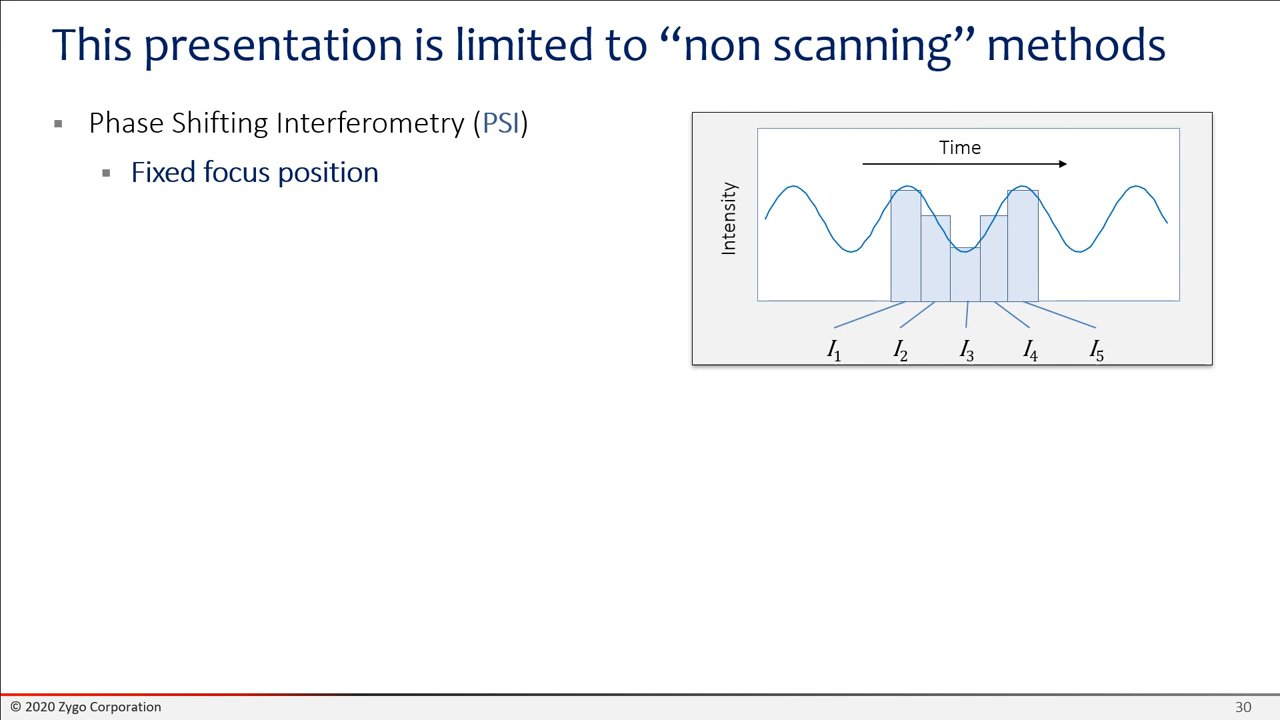 This presentation is limited to “non scanning” methods
▪ Phase Shifting Interferometry (PSI)
▪ Fixed focus position
Time
Intensity
I1 I2 I3 I4 I5
© 2020 Zygo Corporation
30